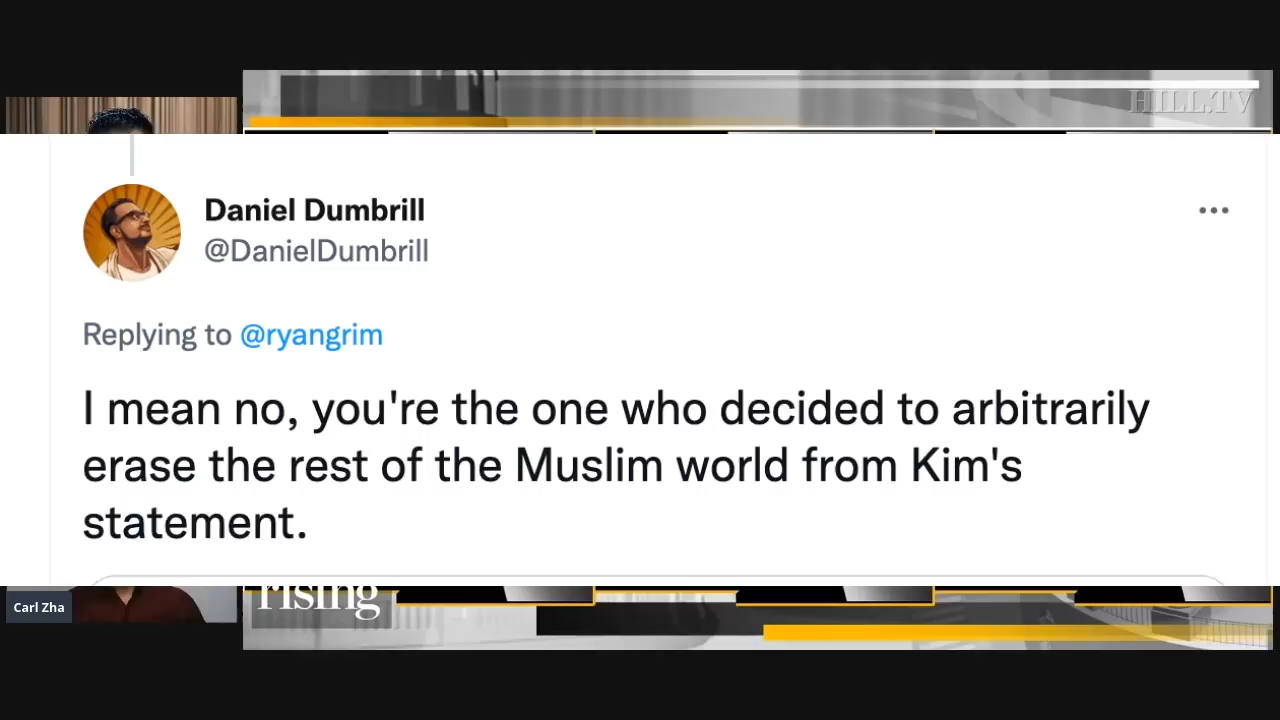 HILL.TV
Daniel Dumbrill
@DanielDumbrill
Replying to @ryangrim
I mean no, you're the one who decided to arbitrarily
erase the rest of the Muslim world from Kim's
statement.
Carl Zha
rising